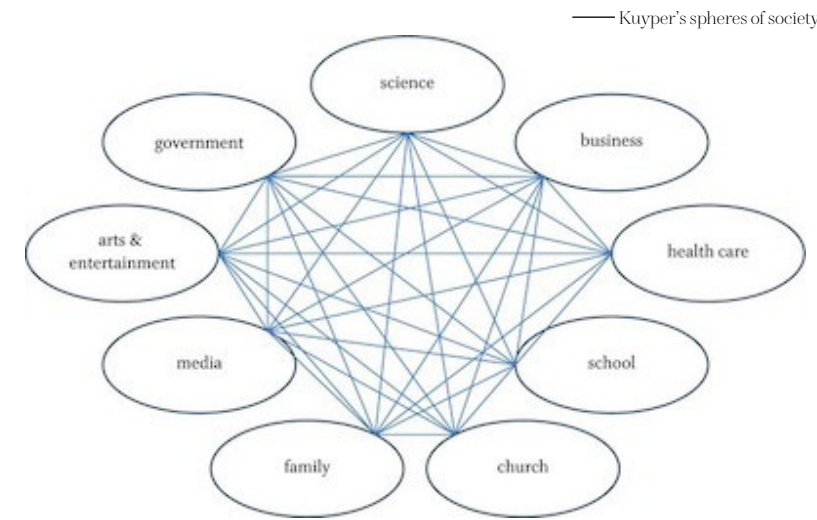 Kuyper's spheres of society
science
government
business
arts &
entertainment
health care
media
school
family
church